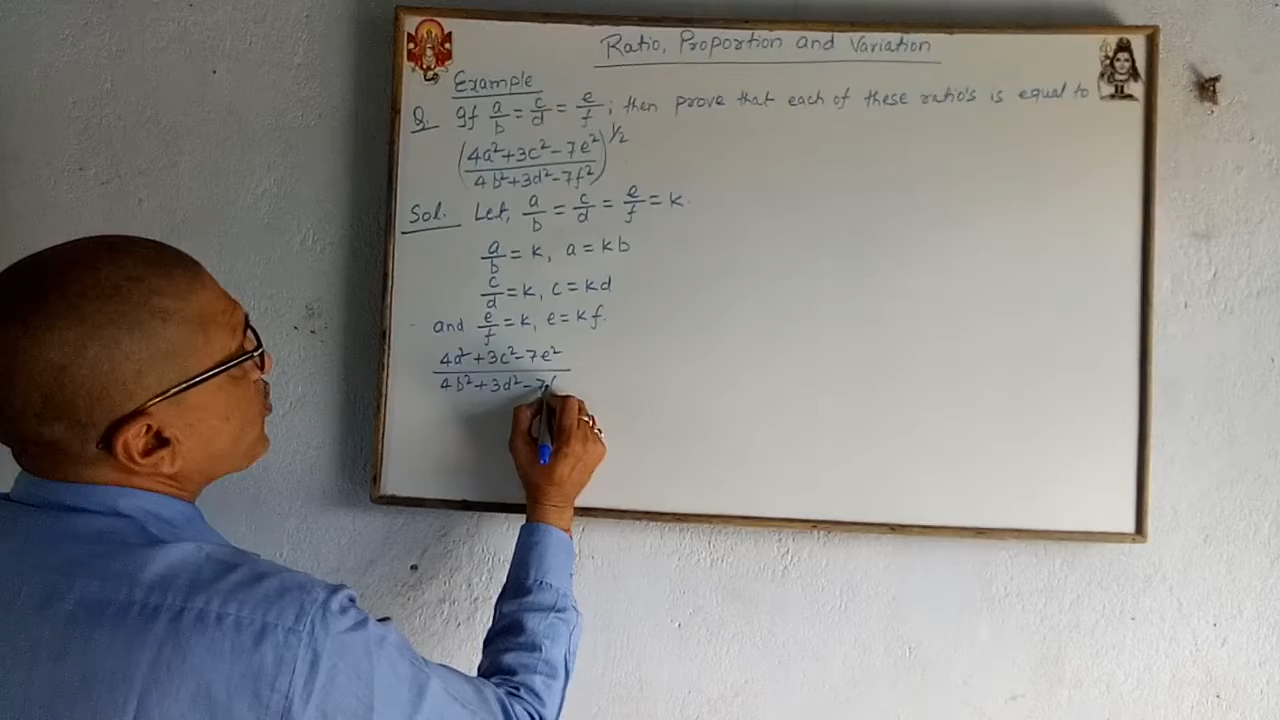 Ratio, Proportion and Variation
Example
Q. If a/b = c/d = e/f ; then prove that each of these ratio's is equal to
((4a²+3c²-7e²)/(4b²+3d²-7f²))^1/2
Sol. Let, a/b = c/d = e/f = k.
a/b = k, a = kb
c/d = k, c = kd
and e/f = k, e = kf.
4a²+3c²-7e²
4b²+3d²-7